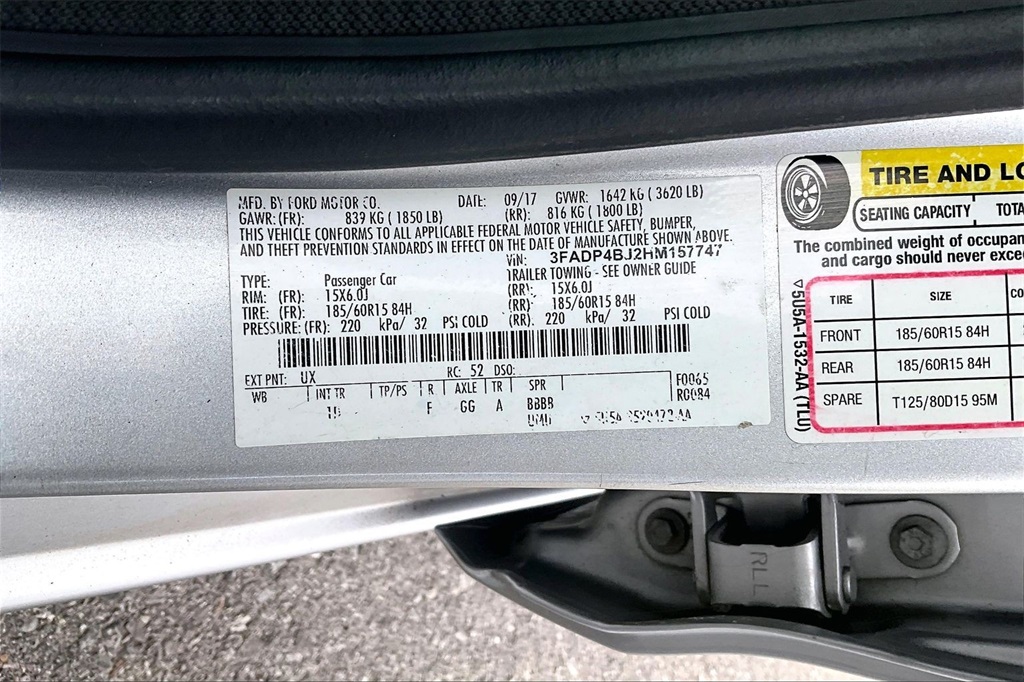 MFD. BY FORD MOTOR CO. DATE: 09/17 GVWR: 1642 KG ( 3620 LB)
GAWR: (FR): 839 KG ( 1850 LB) (RR): 816 KG ( 1800 LB)
THIS VEHICLE CONFORMS TO ALL APPLICABLE FEDERAL MOTOR VEHICLE SAFETY, BUMPER,
AND THEFT PREVENTION STANDARDS IN EFFECT ON THE DATE OF MANUFACTURE SHOWN ABOVE.
VIN: 3FADP4BJ2HM157747
TYPE: Passenger Car TRAILER TOWING - SEE OWNER GUIDE
RIM: (FR): 15X6.0J (RR): 15X6.0J
TIRE: (FR): 185/60R15 84H (RR): 185/60R15 84H
PRESSURE: (FR): 220 kPa/ 32 PSI COLD (RR): 220 kPa/ 32 PSI COLD
EXT PNT: UX RC: 52 DSO:
WB INT TR TP/PS R AXLE TR SPR F0065
F GG A BBBB RC084
TIRE AND LO
SEATING CAPACITY TOTA
The combined weight of occupan
and cargo should never exce
TIRE SIZE CO
FRONT 185/60R15 84H
REAR 185/60R15 84H
SPARE T125/80D15 95M
5U5A-1532-AA (TLU)
RLL